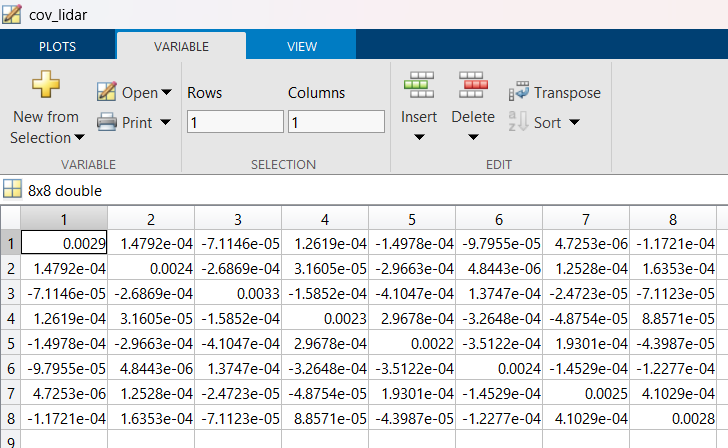 cov_lidar
PLOTS VARIABLE VIEW
New from Selection Open Print Rows Columns 1 1 Insert Delete Transpose Sort
VARIABLE SELECTION EDIT
8x8 double
1 2 3 4 5 6 7 8
1 0.0029 1.4792e-04 -7.1146e-05 1.2619e-04 -1.4978e-04 -9.7955e-05 4.7253e-06 -1.1721e-04
2 1.4792e-04 0.0024 -2.6869e-04 3.1605e-05 -2.9663e-04 4.8443e-06 1.2528e-04 1.6353e-04
3 -7.1146e-05 -2.6869e-04 0.0033 -1.5852e-04 -4.1047e-04 1.3747e-04 -2.4723e-05 -7.1123e-05
4 1.2619e-04 3.1605e-05 -1.5852e-04 0.0023 2.9678e-04 -3.2648e-04 -4.8754e-05 8.8571e-05
5 -1.4978e-04 -2.9663e-04 -4.1047e-04 2.9678e-04 0.0022 -3.5122e-04 1.9301e-04 -4.3987e-05
6 -9.7955e-05 4.8443e-06 1.3747e-04 -3.2648e-04 -3.5122e-04 0.0024 -1.4529e-04 -1.2277e-04
7 4.7253e-06 1.2528e-04 -2.4723e-05 -4.8754e-05 1.9301e-04 -1.4529e-04 0.0025 4.1029e-04
8 -1.1721e-04 1.6353e-04 -7.1123e-05 8.8571e-05 -4.3987e-05 -1.2277e-04 4.1029e-04 0.0028
9